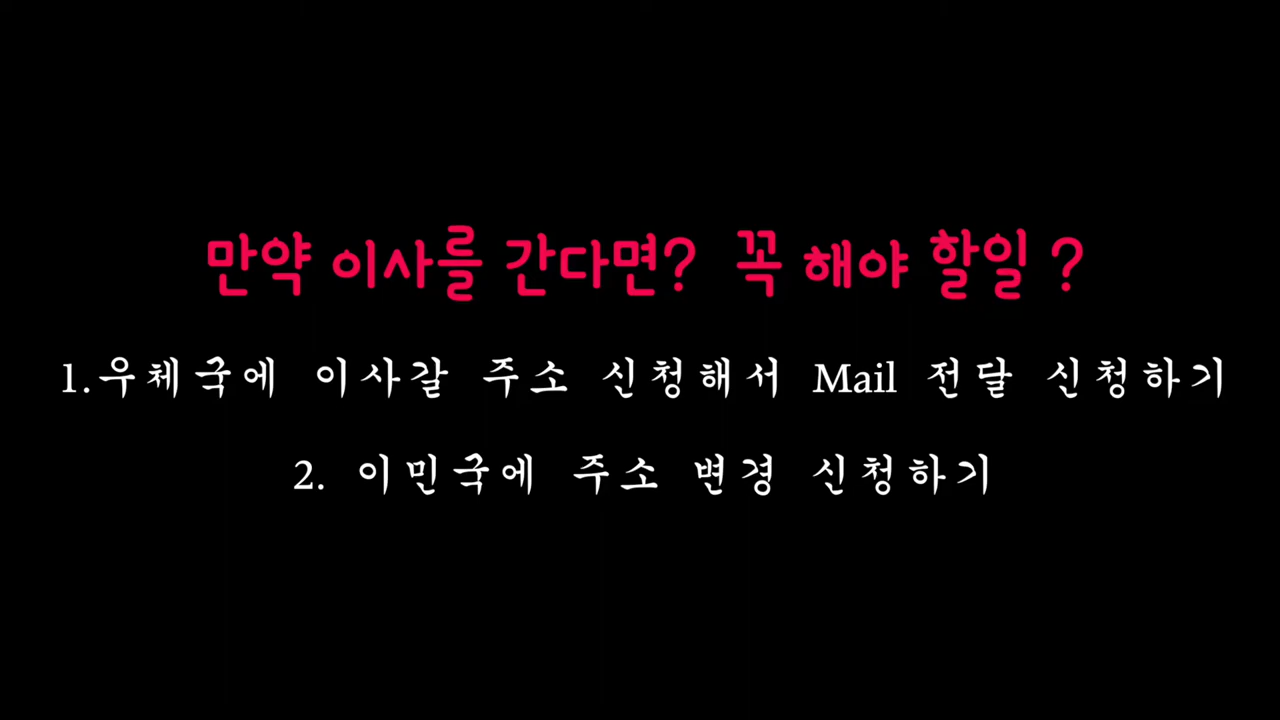 만약 이사를 간다면? 꼭 해야 할일 ?
1.우체국에 이사갈 주소 신청해서 Mail 전달 신청하기
2. 이민국에 주소 변경 신청하기